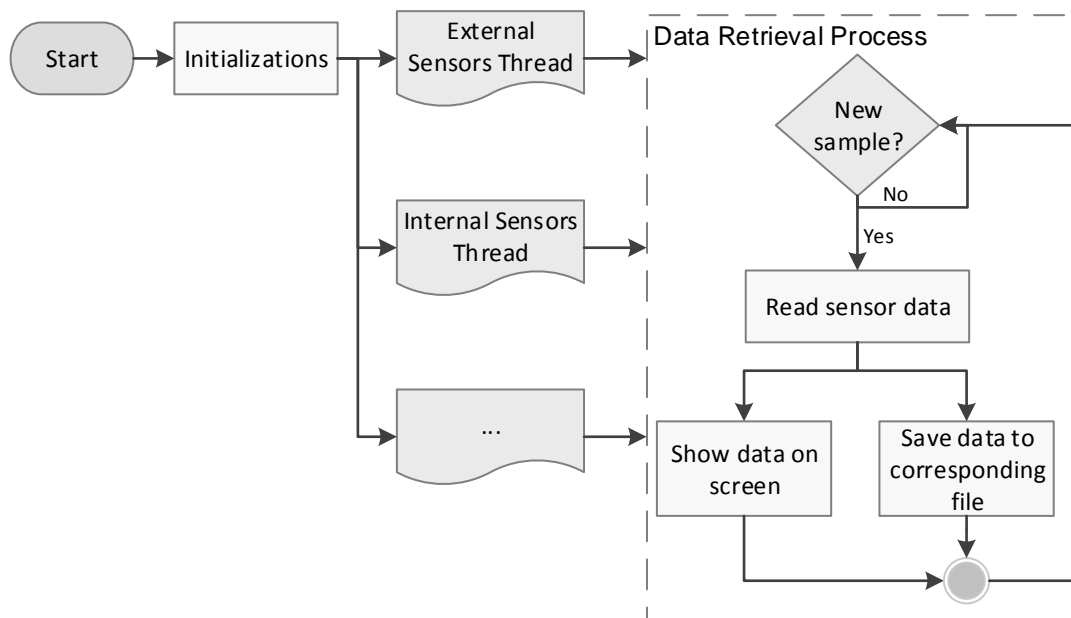 Start
Initializations
External
Sensors Thread
Internal Sensors
Thread
...
Data Retrieval Process
New
sample?
No
Yes
Read sensor data
Show data on
screen
Save data to
corresponding
file